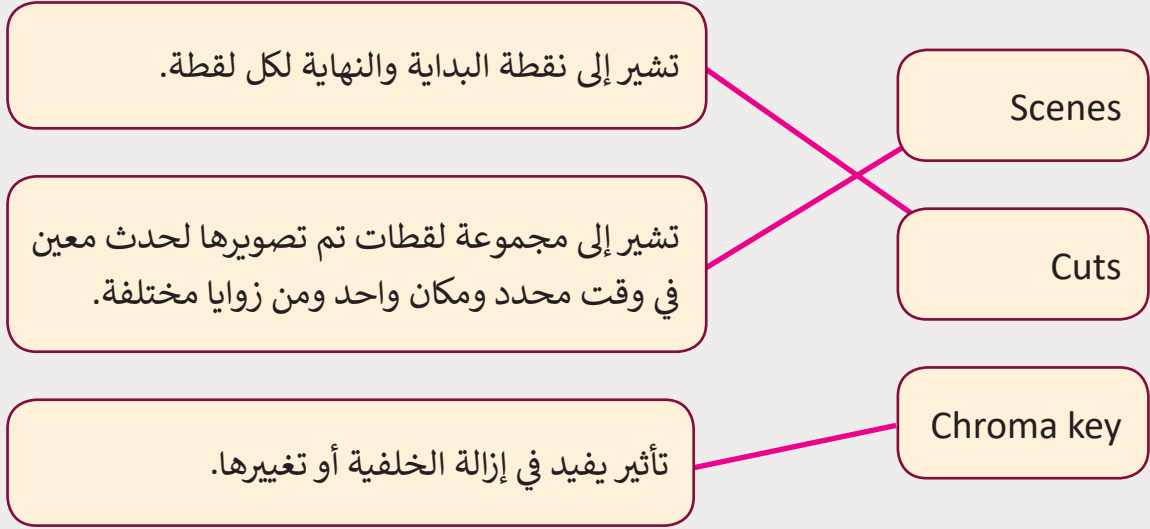 Scenes
Cuts
Chroma key
تشير إلى نقطة البداية والنهاية لكل لقطة.
تشير إلى مجموعة لقطات تم تصويرها لحدث معين
في وقت محدد ومكان واحد ومن زوايا مختلفة.
تأثير يفيد في إزالة الخلفية أو تغييرها.